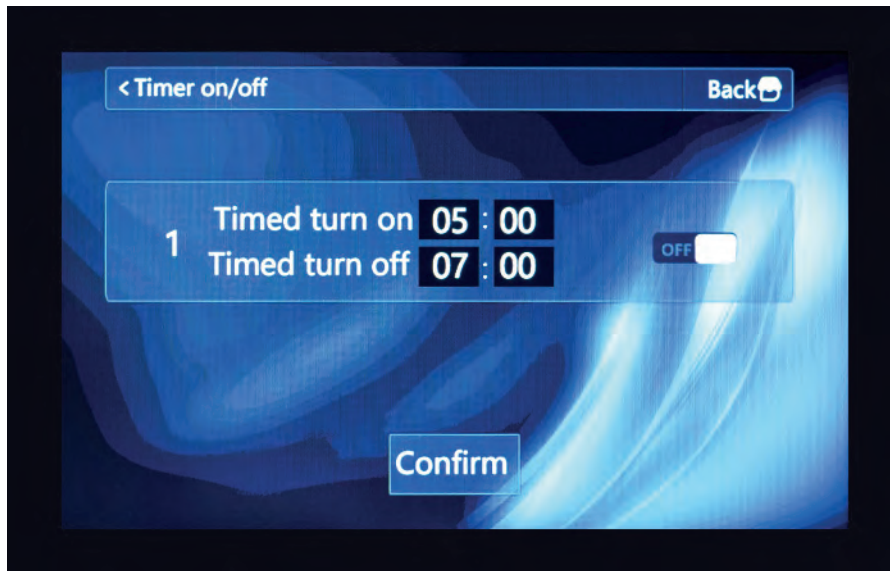 < Timer on/off
Back
1
Timed turn on 05 : 00
Timed turn off 07 : 00
OFF
Confirm